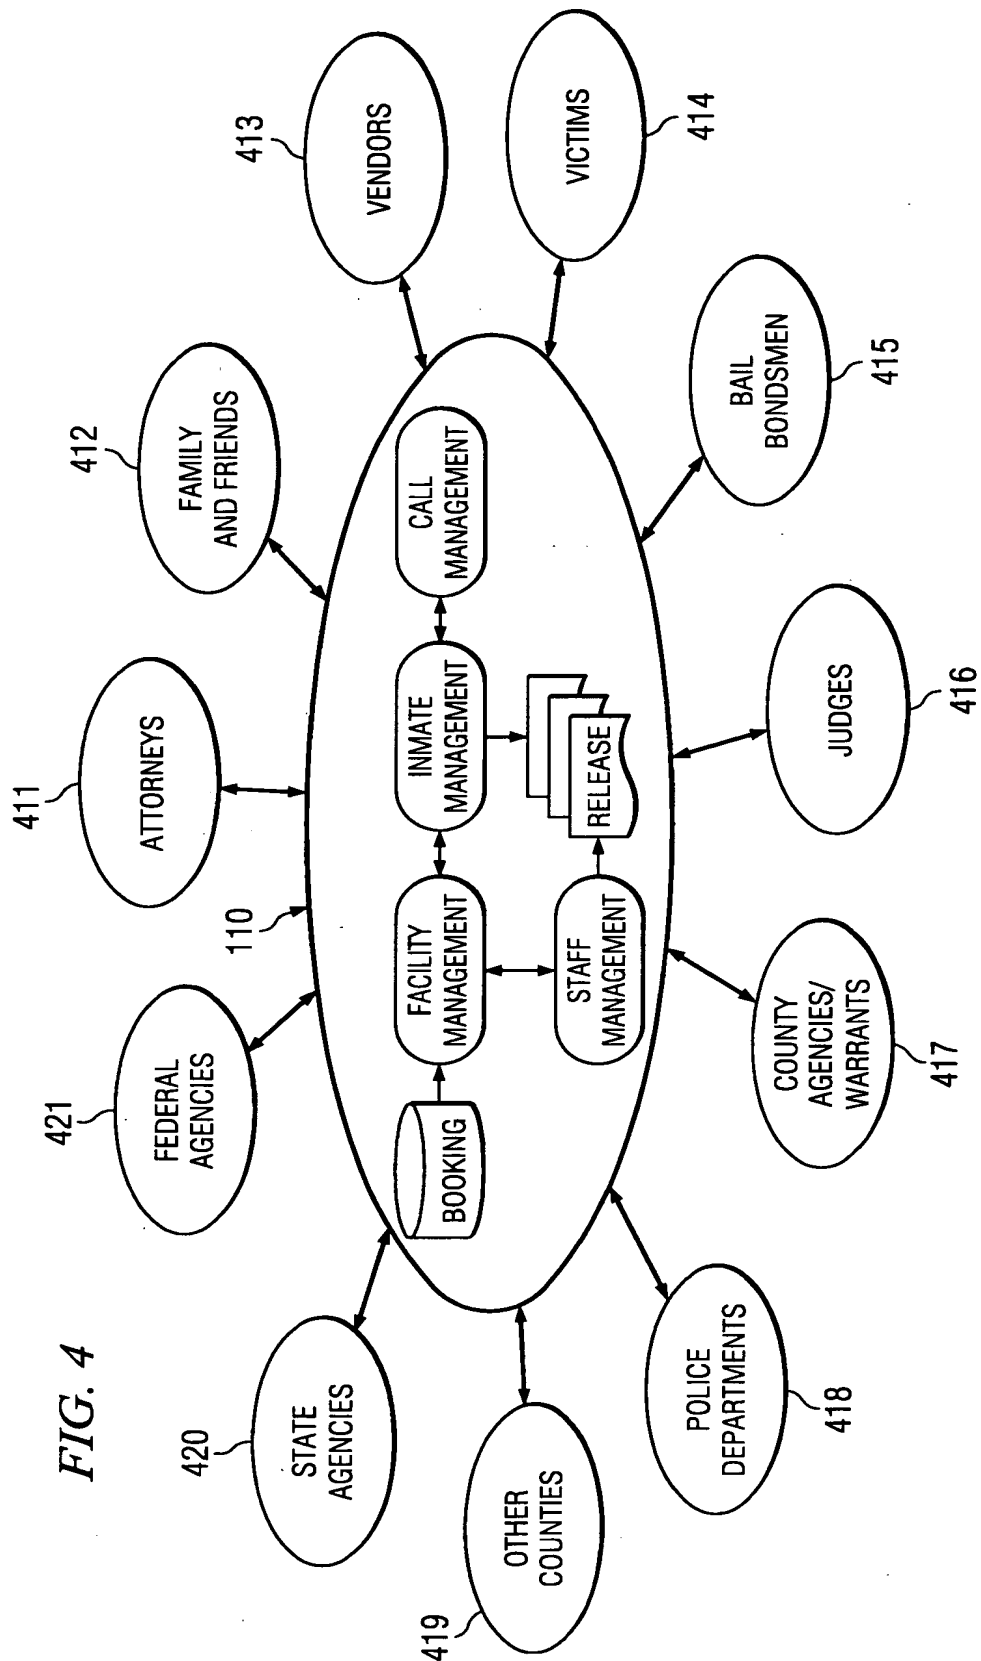 FIG. 4
411
ATTORNEYS
412
FAMILY
AND FRIENDS
413
VENDORS
VICTIMS
414
BAIL
BONDSMEN
415
JUDGES
416
COUNTY
AGENCIES/
WARRANTS
417
POLICE
DEPARTMENTS
418
OTHER
COUNTIES
419
STATE
AGENCIES
420
FEDERAL
AGENCIES
421
110
BOOKING
FACILITY
MANAGEMENT
INMATE
MANAGEMENT
CALL
MANAGEMENT
STAFF
MANAGEMENT
RELEASE